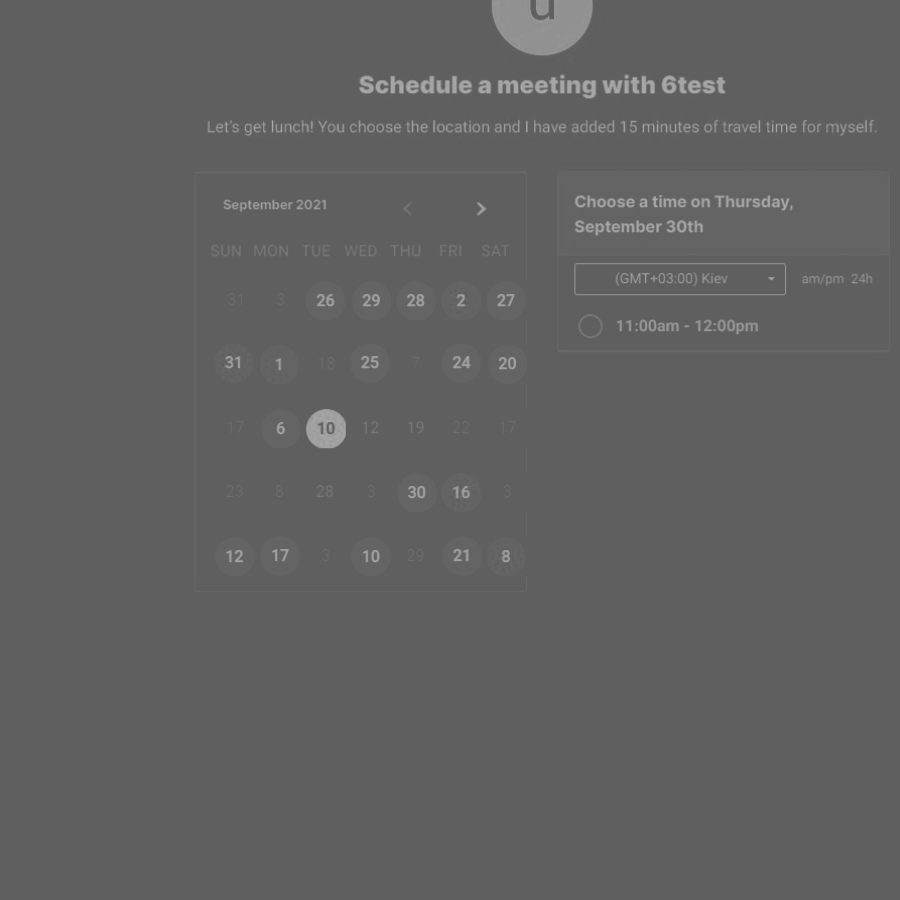 u
Schedule a meeting with 6test
Let's get lunch! You choose the location and I have added 15 minutes of travel time for myself.
September 2021
SUN MON TUE WED THU FRI SAT
31 3 26 29 28 2 27
31 1 18 25 7 24 20
17 6 10 12 19 22 17
23 8 28 3 30 16 3
12 17 3 10 29 21 8
Choose a time on Thursday,
September 30th
(GMT+03:00) Kiev am/pm 24h
11:00am - 12:00pm